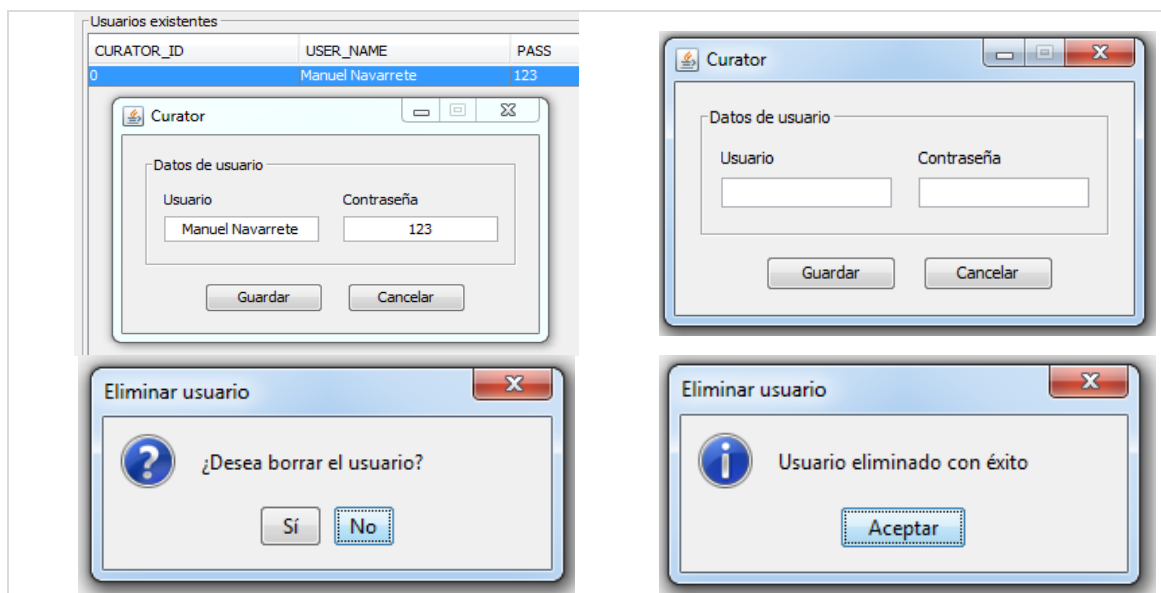 Usuarios existentes
CURATOR_ID USER_NAME PASS
0 Manuel Navarrete 123
Curator
Datos de usuario
Usuario Contraseña
Manuel Navarrete 123
Guardar Cancelar
Curator
Datos de usuario
Usuario Contraseña
Guardar Cancelar
Eliminar usuario
¿Desea borrar el usuario?
Sí No
Eliminar usuario
Usuario eliminado con éxito
Aceptar